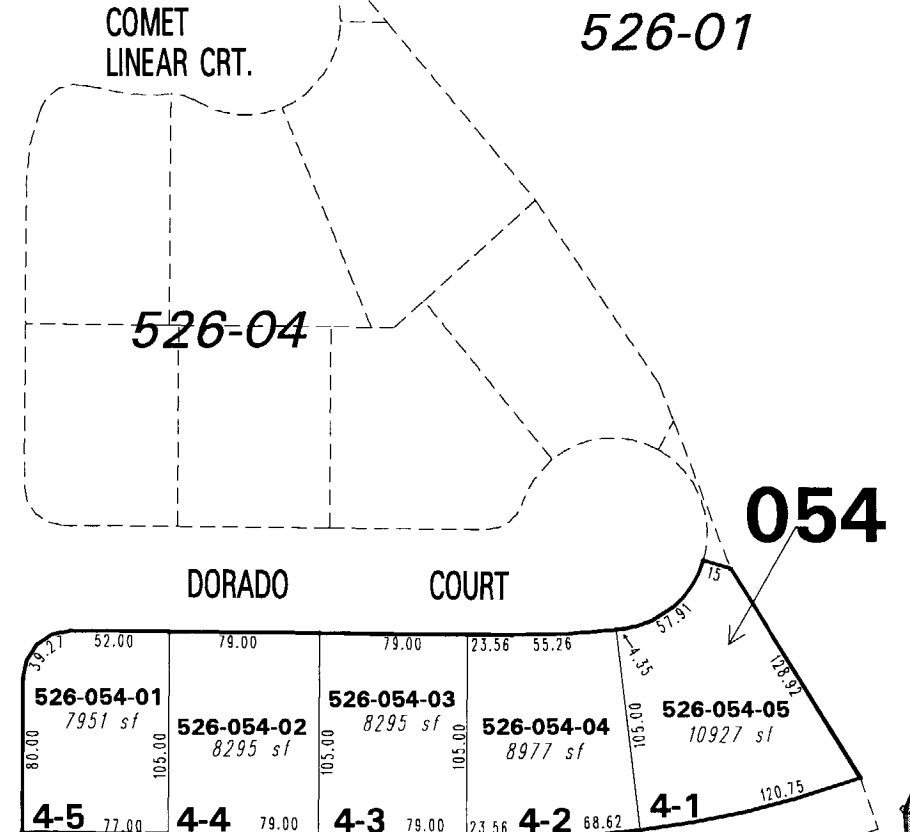 COMET
LINEAR CRT.
526-01
526-04
054
DORADO COURT
15
57.91
39.27 52.00 79.00 79.00 23.56 55.26
4.35
128.92
526-054-01
7951 sf
526-054-02
8295 sf
526-054-03
8295 sf
526-054-04
8977 sf
526-054-05
10927 sf
80.00 105.00 105.00 105.00 105.00
120.75
4-5 77.00 4-4 79.00 4-3 79.00 23.56 4-2 68.62 4-1